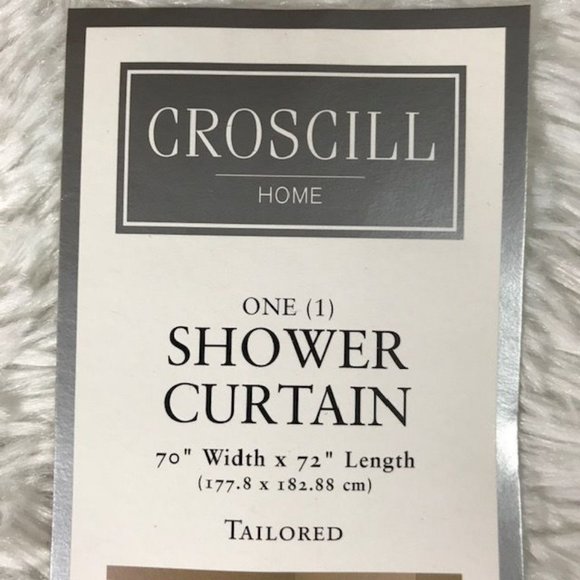 CROSCILL
HOME
ONE (1)
SHOWER
CURTAIN
70" Width x 72" Length
(177.8 x 182.88 cm)
TAILORED